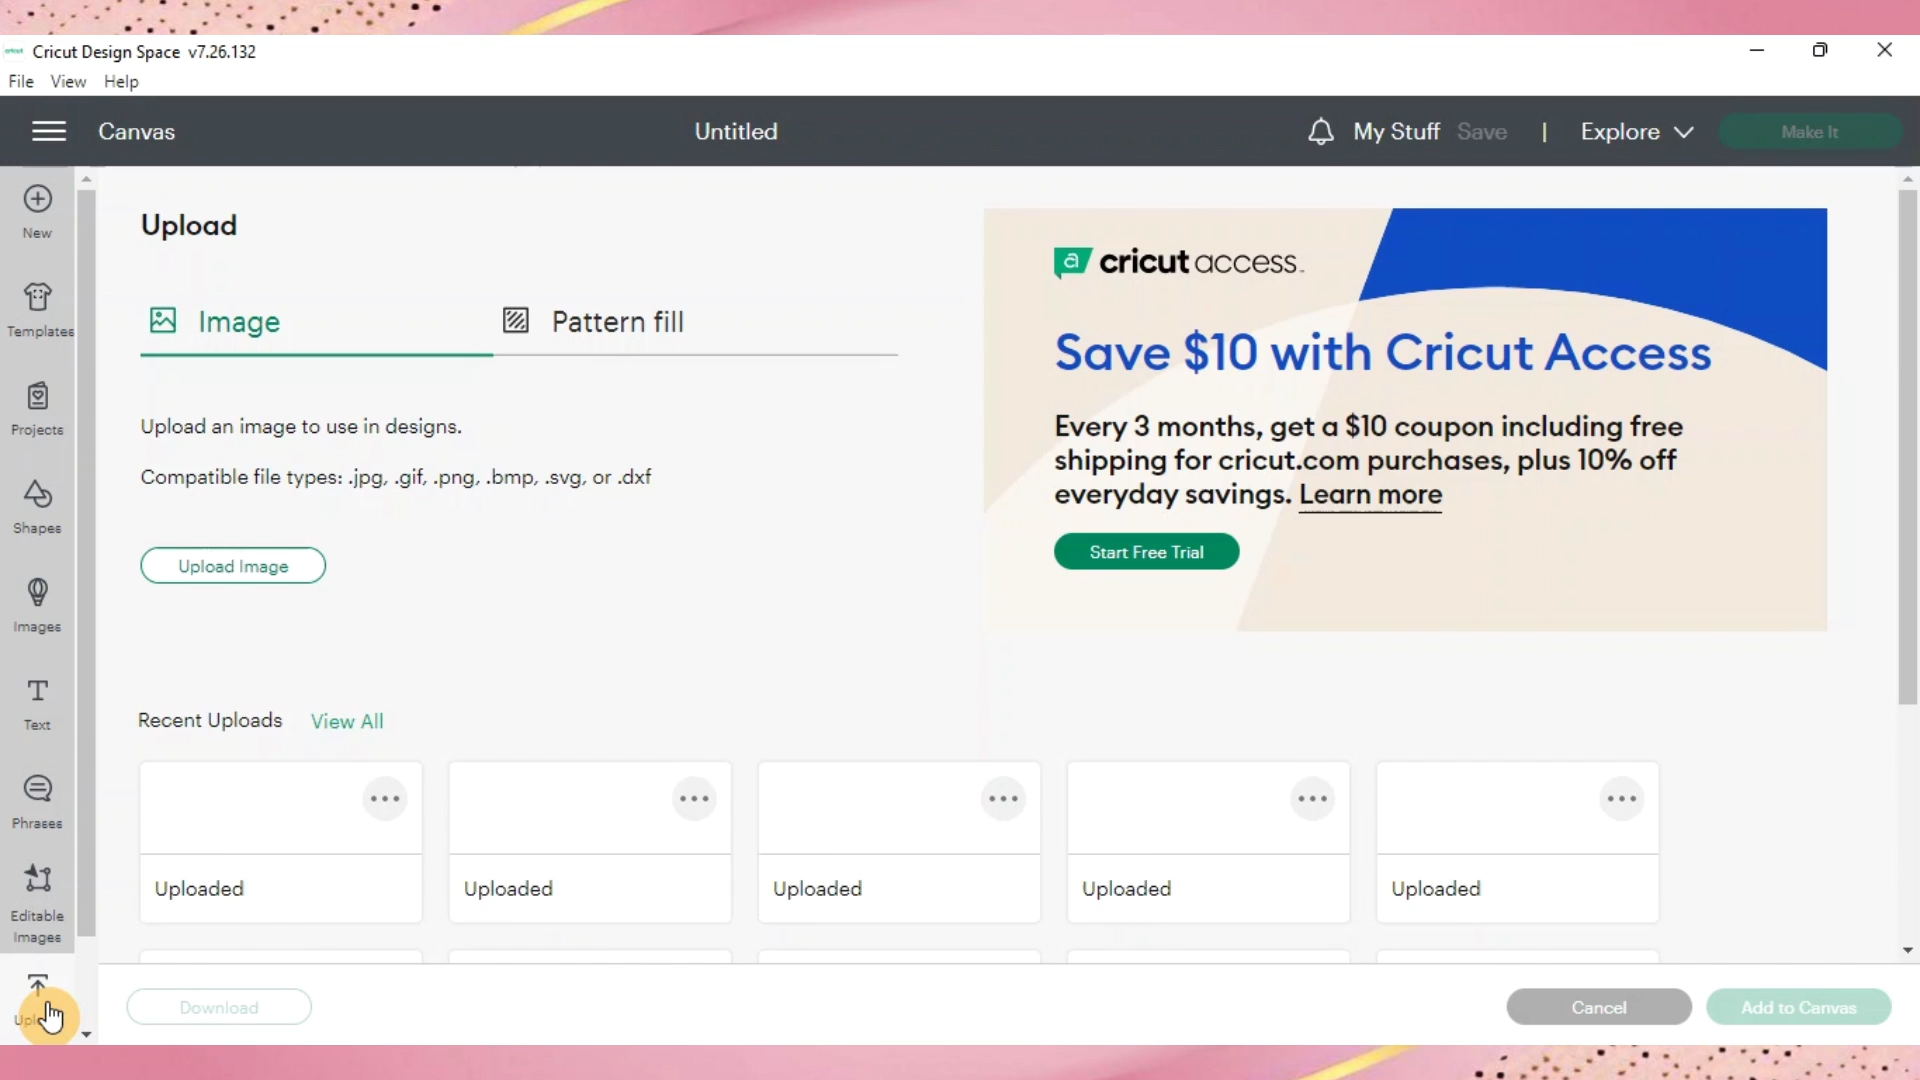 cricut Cricut Design Space v7.26.132
File View Help
Canvas Untitled My Stuff Save | Explore Make It
New
Templates
Projects
Shapes
Images
Text
Phrases
Editable
Images
Upload
Image Pattern fill
Upload an image to use in designs.
Compatible file types: .jpg, .gif, .png, .bmp, .svg, or .dxf
Upload Image
a cricut access™
Save $10 with Cricut Access
Every 3 months, get a $10 coupon including free
shipping for cricut.com purchases, plus 10% off
everyday savings. Learn more
Start Free Trial
Recent Uploads View All
Uploaded Uploaded Uploaded Uploaded Uploaded
Download Cancel Add to Canvas